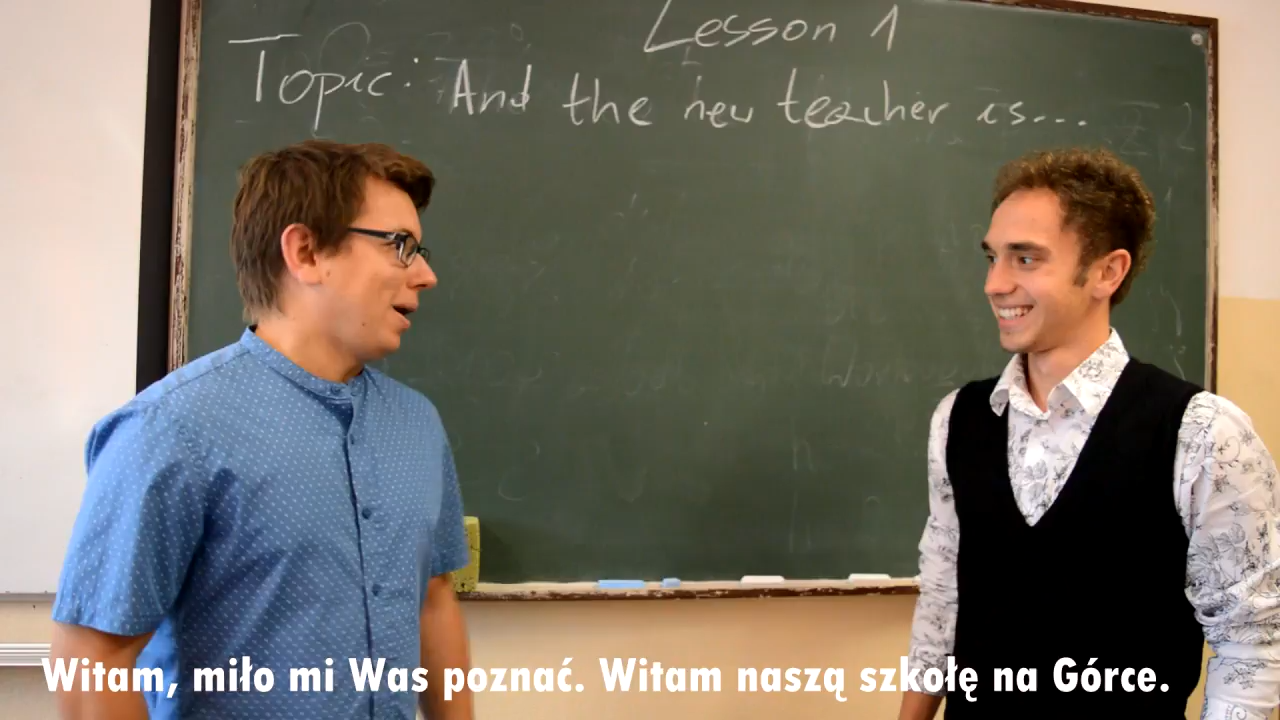 Lesson 1
Topic: And the new teacher is...
Witam, miło mi Was poznać. Witam naszą szkołę na Górce.